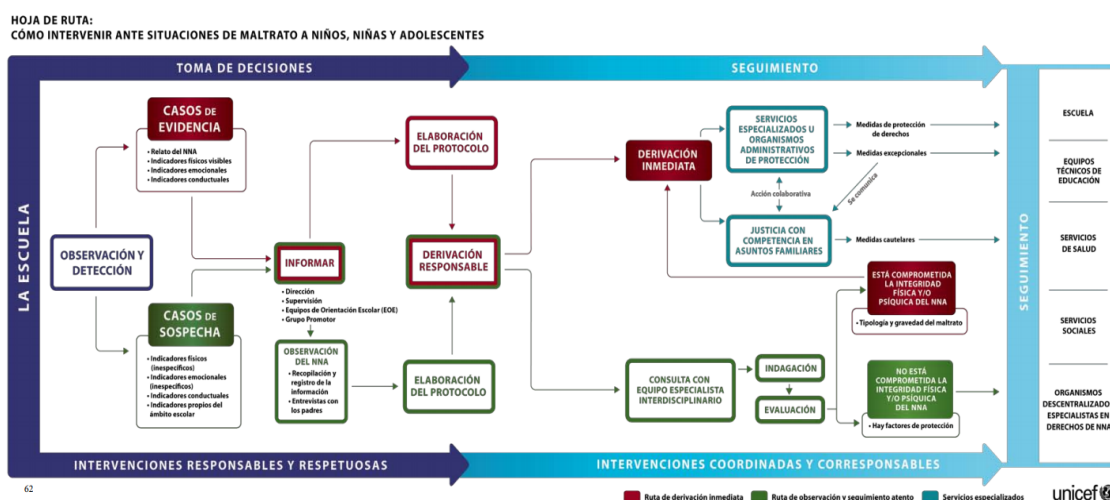 HOJA DE RUTA:
CÓMO INTERVENIR ANTE SITUACIONES DE MALTRATO A NIÑOS, NIÑAS Y ADOLESCENTES
TOMA DE DECISIONES
SEGUIMIENTO
LA ESCUELA
OBSERVACIÓN Y
DETECCIÓN
CASOS DE
EVIDENCIA
• Relato del NNA
• Indicadores físicos visibles
• Indicadores emocionales
• Indicadores conductuales
CASOS DE
SOSPECHA
• Indicadores físicos
(inespecíficos)
• Indicadores emocionales
(inespecíficos)
• Indicadores conductuales
• Indicadores propios del
ámbito escolar
INFORMAR
• Dirección
• Supervisión
• Equipos de Orientación Escolar (EOE)
• Grupo Promotor
OBSERVACIÓN
DEL NNA
• Recopilación y
registro de la
información
• Entrevistas con
los padres
ELABORACIÓN
DEL PROTOCOLO
DERIVACIÓN
RESPONSABLE
ELABORACIÓN
DEL PROTOCOLO
DERIVACIÓN
INMEDIATA
SERVICIOS
ESPECIALIZADOS U
ORGANISMOS
ADMINISTRATIVOS
DE PROTECCIÓN
Medidas de protección
de derechos
Medidas excepcionales
Acción colaborativa
Se comunica
JUSTICIA CON
COMPETENCIA EN
ASUNTOS FAMILIARES
Medidas cautelares
ESTÁ COMPROMETIDA
LA INTEGRIDAD
FÍSICA Y/O
PSÍQUICA DEL NNA
• Tipología y gravedad del maltrato
CONSULTA CON
EQUIPO ESPECIALISTA
INTERDISCIPLINARIO
INDAGACIÓN
EVALUACIÓN
NO ESTÁ
COMPROMETIDA LA
INTEGRIDAD FÍSICA
Y/O PSÍQUICA
DEL NNA
• Hay factores de protección
SEGUIMIENTO
ESCUELA
EQUIPOS
TÉCNICOS DE
EDUCACIÓN
SERVICIOS
DE SALUD
SERVICIOS
SOCIALES
ORGANISMOS
DESCENTRALIZADO
ESPECIALISTAS EN
DERECHOS DE NNA
INTERVENCIONES RESPONSABLES Y RESPETUOSAS
INTERVENCIONES COORDINADAS Y CORRESPONSABLES
62
Ruta de derivación inmediata
Ruta de observación y seguimiento atento
Servicios especializados
unicef